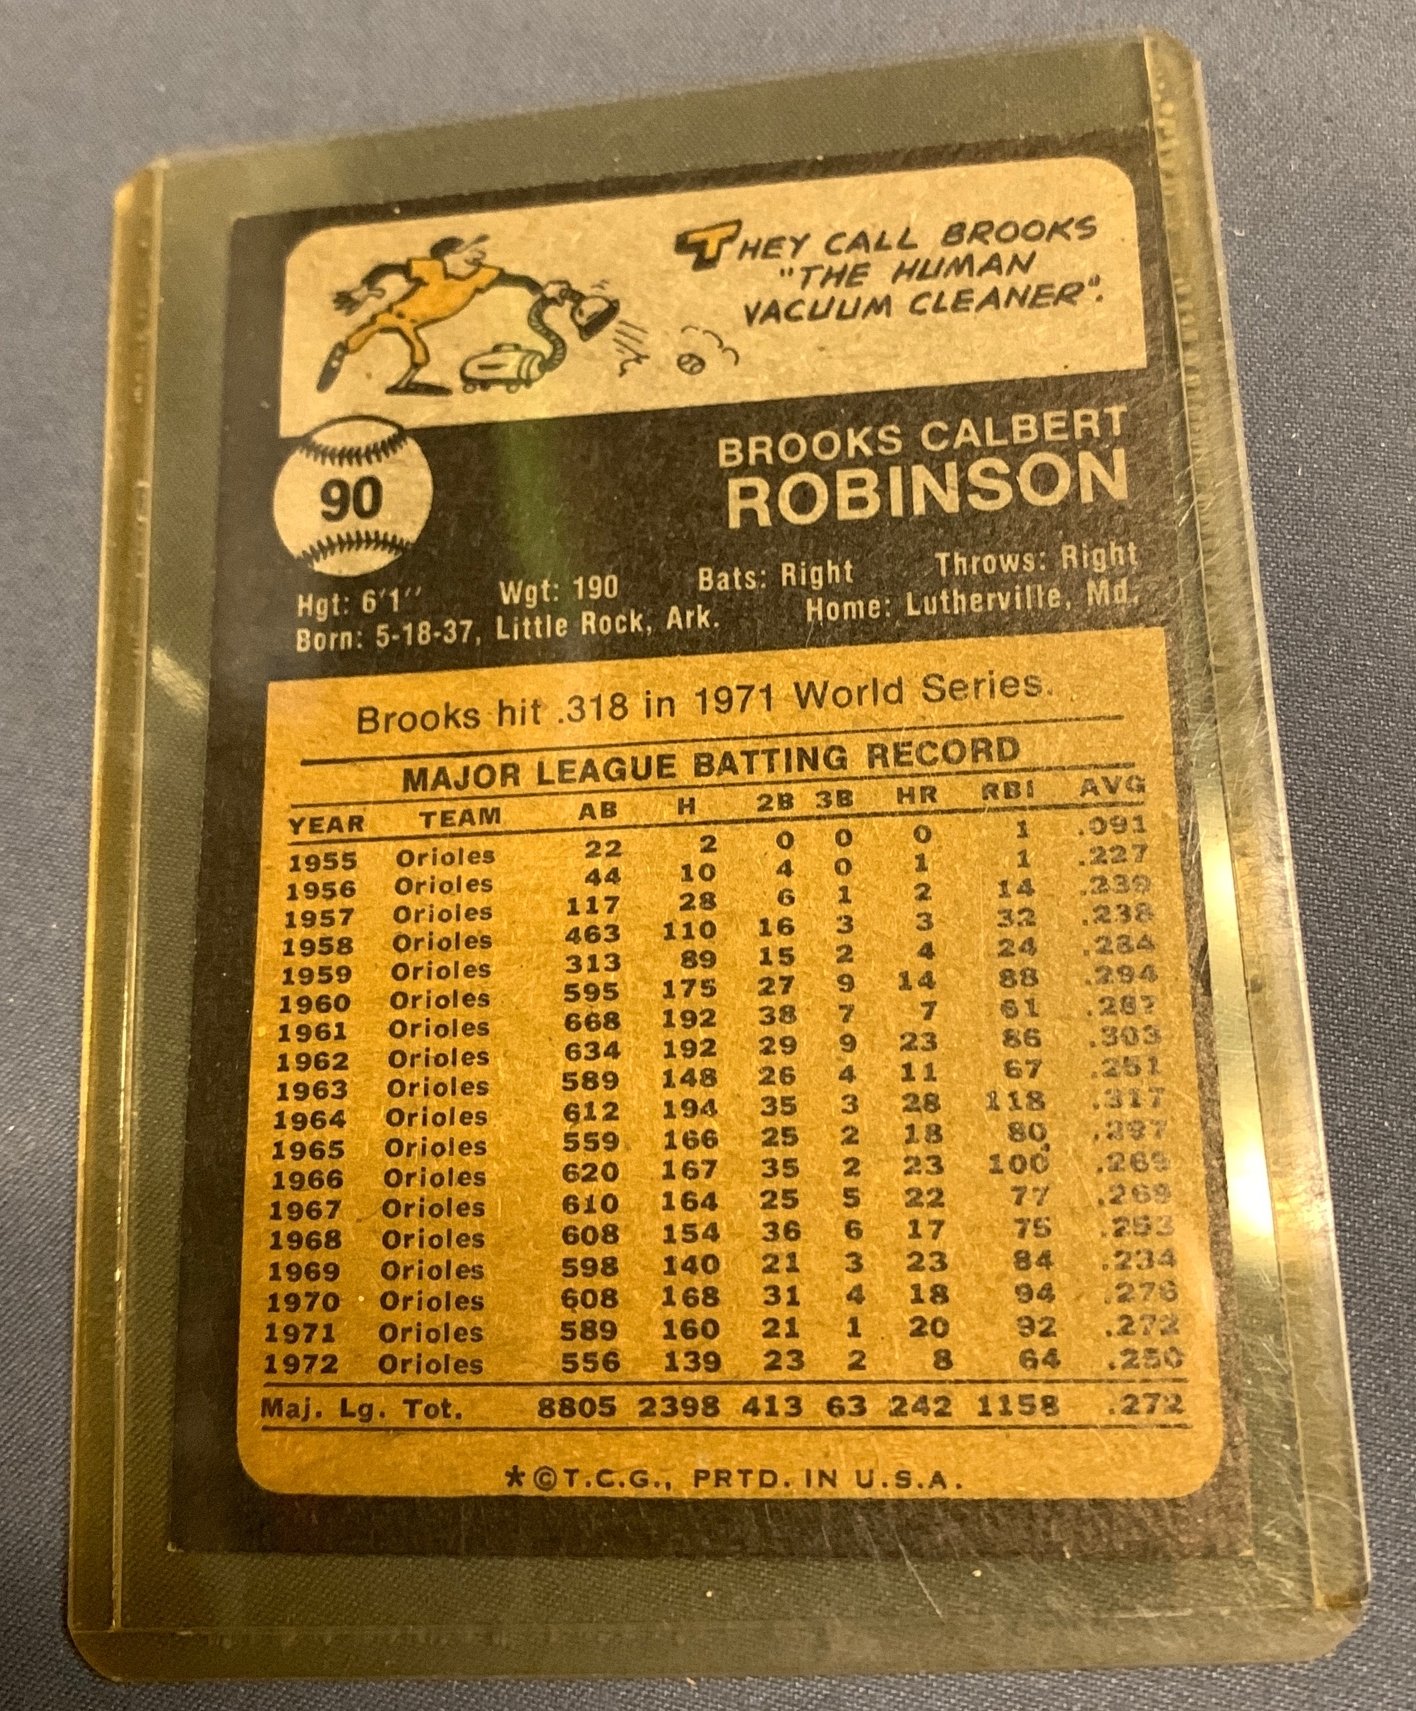 THEY CALL BROOKS
"THE HUMAN
VACUUM CLEANER".
90
BROOKS CALBERT
ROBINSON
Hgt: 6'1" Wgt: 190 Bats: Right Throws: Right
Born: 5-18-37, Little Rock, Ark. Home: Lutherville, Md.
Brooks hit .318 in 1971 World Series.
MAJOR LEAGUE BATTING RECORD
YEAR TEAM AB H 2B 3B HR RBI AVG
1955 Orioles 22 2 0 0 0 1 .091
1956 Orioles 44 10 4 0 1 1 .227
1957 Orioles 117 28 6 1 2 14 .239
1958 Orioles 463 110 16 3 3 32 .238
1959 Orioles 313 89 15 2 4 24 .284
1960 Orioles 595 175 27 9 14 88 .294
1961 Orioles 668 192 38 7 7 61 .287
1962 Orioles 634 192 29 9 23 86 .303
1963 Orioles 589 148 26 4 11 67 .251
1964 Orioles 612 194 35 3 28 118 .317
1965 Orioles 559 166 25 2 18 80 .297
1966 Orioles 620 167 35 2 23 100 .269
1967 Orioles 610 164 25 5 22 77 .269
1968 Orioles 608 154 36 6 17 75 .253
1969 Orioles 598 140 21 3 23 84 .234
1970 Orioles 608 168 31 4 18 94 .276
1971 Orioles 589 160 21 1 20 92 .272
1972 Orioles 556 139 23 2 8 64 .250
Maj. Lg. Tot. 8805 2398 413 63 242 1158 .272
*©T.C.G., PRTD. IN U.S.A.